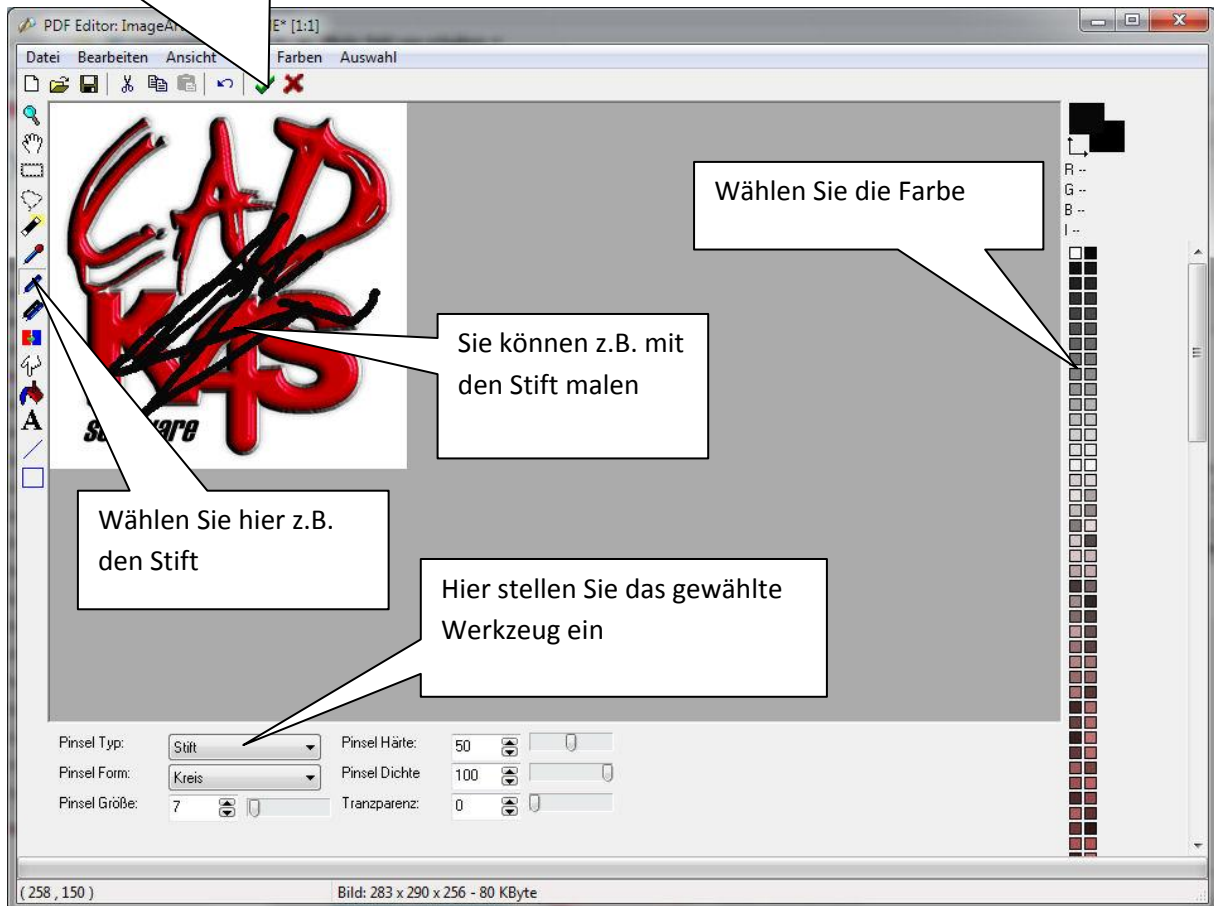 PDF Editor: ImageAr E* [1:1]
Datei Bearbeiten Ansicht Farben Auswahl
CAD
K4S
Wählen Sie die Farbe
R --
G --
B --
I --
Sie können z.B. mit
den Stift malen
A
Wählen Sie hier z.B.
den Stift
Hier stellen Sie das gewählte
Werkzeug ein
Pinsel Typ: Stift Pinsel Härte: 50
Pinsel Form: Kreis Pinsel Dichte 100
Pinsel Größe: 7 Tranzparenz: 0
( 258 , 150 ) Bild: 283 x 290 x 256 - 80 KByte